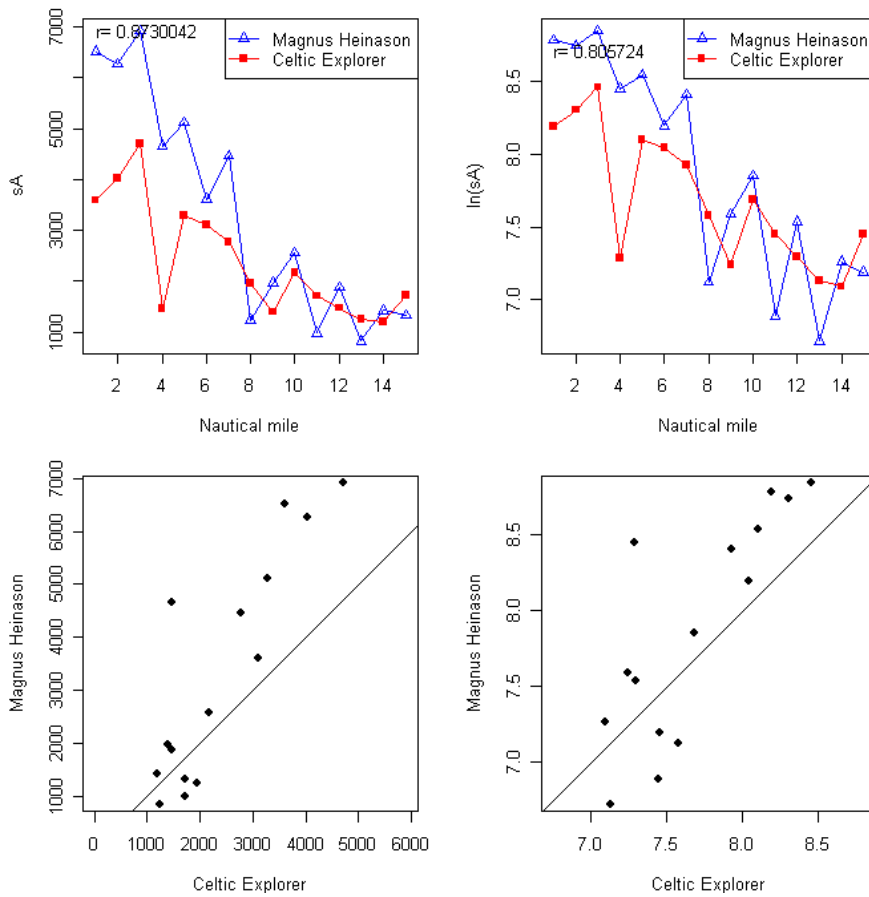 r= 0.8730042
Magnus Heinason
Celtic Explorer
sA
1000 3000 5000 7000
2 4 6 8 10 12 14
Nautical mile
r= 0.805724
Magnus Heinason
Celtic Explorer
ln(sA)
7.0 7.5 8.0 8.5
2 4 6 8 10 12 14
Nautical mile
Magnus Heinason
1000 2000 3000 4000 5000 6000 7000
0 1000 2000 3000 4000 5000 6000
Celtic Explorer
Magnus Heinason
7.0 7.5 8.0 8.5
7.0 7.5 8.0 8.5
Celtic Explorer